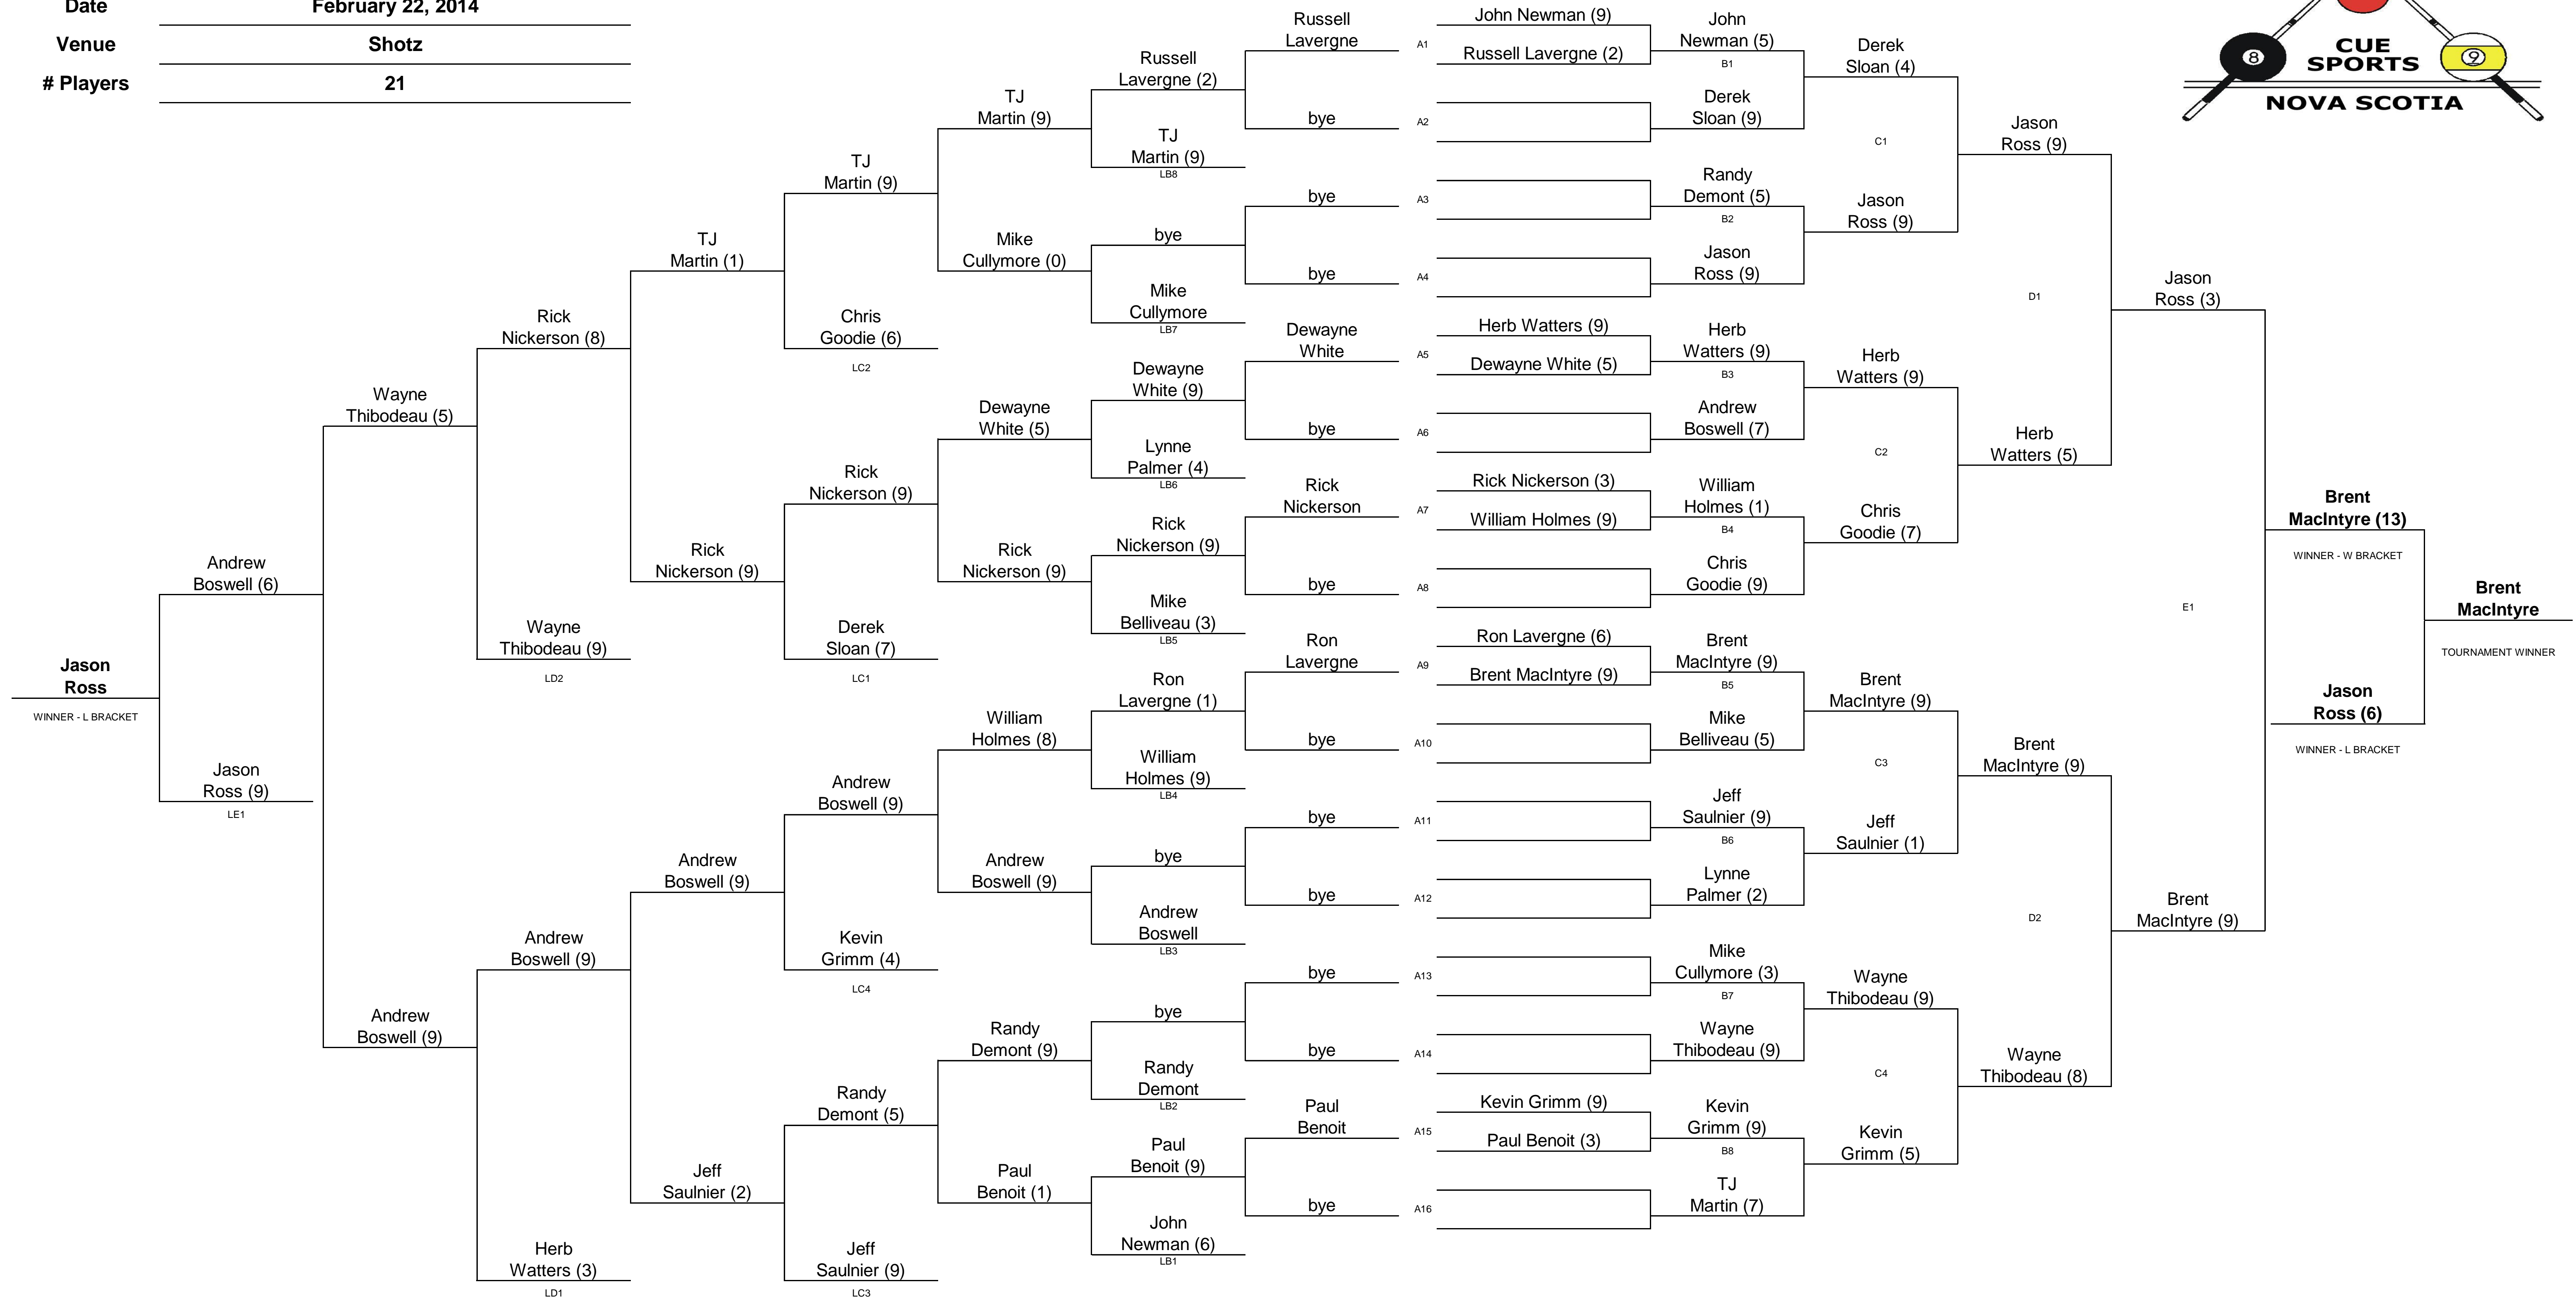 Date
February 22, 2014
Venue
Shotz
# Players
21
8
9
CUE
SPORTS
NOVA SCOTIA
Jason
Ross
WINNER - L BRACKET
Andrew
Boswell (6)
Jason
Ross (9)
LE1
Wayne
Thibodeau (5)
Andrew
Boswell (9)
Rick
Nickerson (8)
Wayne
Thibodeau (9)
LD2
Andrew
Boswell (9)
Herb
Watters (3)
LD1
TJ
Martin (1)
Rick
Nickerson (9)
Andrew
Boswell (9)
Jeff
Saulnier (2)
TJ
Martin (9)
Chris
Goodie (6)
LC2
Rick
Nickerson (9)
Derek
Sloan (7)
LC1
Andrew
Boswell (9)
Kevin
Grimm (4)
LC4
Randy
Demont (5)
Jeff
Saulnier (9)
LC3
TJ
Martin (9)
Mike
Cullymore (0)
Dewayne
White (5)
Rick
Nickerson (9)
William
Holmes (8)
Andrew
Boswell (9)
Randy
Demont (9)
Paul
Benoit (1)
Russell
Lavergne (2)
TJ
Martin (9)
LB8
bye
Mike
Cullymore
LB7
Dewayne
White (9)
Lynne
Palmer (4)
LB6
Rick
Nickerson (9)
Mike
Belliveau (3)
LB5
Ron
Lavergne (1)
William
Holmes (9)
LB4
bye
Andrew
Boswell
LB3
bye
Randy
Demont
LB2
Paul
Benoit (9)
John
Newman (6)
LB1
Russell
Lavergne
bye
bye
bye
Dewayne
White
bye
Rick
Nickerson
bye
Ron
Lavergne
bye
bye
bye
bye
bye
Paul
Benoit
bye
A1
A2
A3
A4
A5
A6
A7
A8
A9
A10
A11
A12
A13
A14
A15
A16
John Newman (9)
Russell Lavergne (2)
Herb Watters (9)
Dewayne White (5)
Rick Nickerson (3)
William Holmes (9)
Ron Lavergne (6)
Brent MacIntyre (9)
Kevin Grimm (9)
Paul Benoit (3)
John
Newman (5)
B1
Derek
Sloan (9)
Randy
Demont (5)
B2
Jason
Ross (9)
Herb
Watters (9)
B3
Andrew
Boswell (7)
William
Holmes (1)
B4
Chris
Goodie (9)
Brent
MacIntyre (9)
B5
Mike
Belliveau (5)
Jeff
Saulnier (9)
B6
Lynne
Palmer (2)
Mike
Cullymore (3)
B7
Wayne
Thibodeau (9)
Kevin
Grimm (9)
B8
TJ
Martin (7)
Derek
Sloan (4)
C1
Jason
Ross (9)
Herb
Watters (9)
C2
Chris
Goodie (7)
Brent
MacIntyre (9)
C3
Jeff
Saulnier (1)
Wayne
Thibodeau (9)
C4
Kevin
Grimm (5)
Jason
Ross (9)
D1
Herb
Watters (5)
Brent
MacIntyre (9)
D2
Wayne
Thibodeau (8)
Jason
Ross (3)
E1
Brent
MacIntyre (9)
Brent
MacIntyre (13)
WINNER - W BRACKET
Jason
Ross (6)
WINNER - L BRACKET
Brent
MacIntyre
TOURNAMENT WINNER